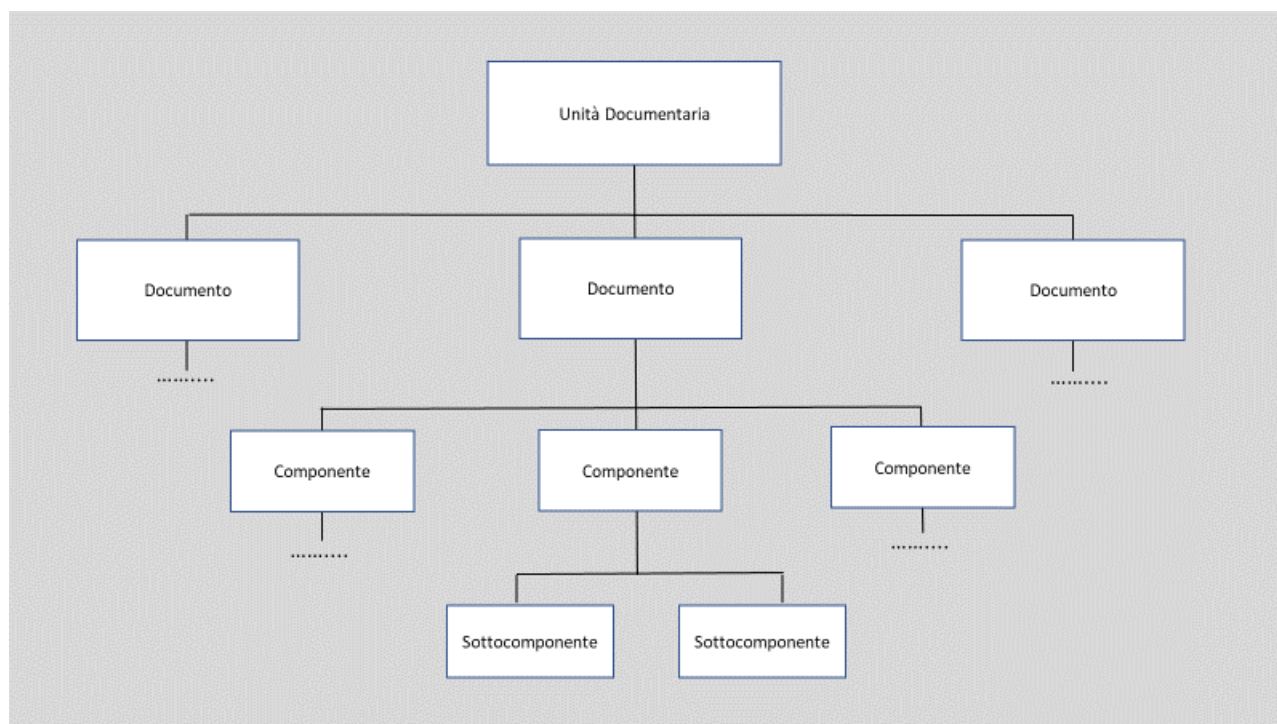 Unità Documentaria
Documento
Documento
Documento
..........
..........
Componente
Componente
Componente
..........
..........
Sottocomponente
Sottocomponente